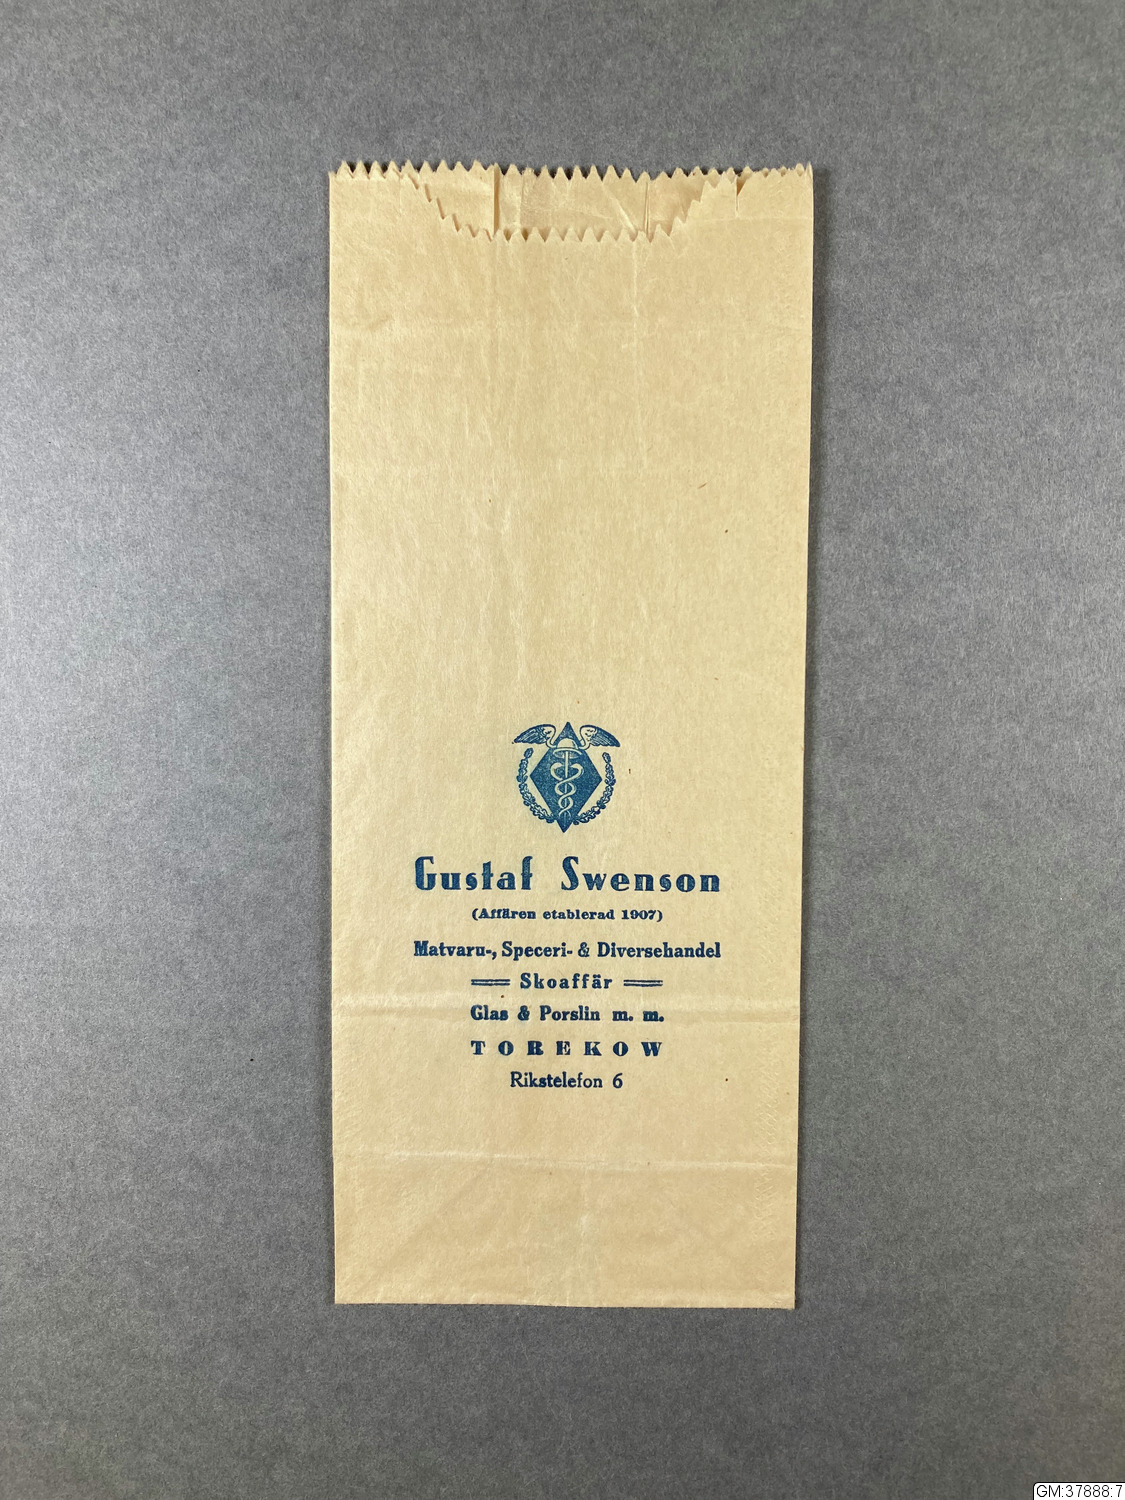 Gustaf Swenson
(Affären etablerad 1907)
Matvaru-, Speceri- & Diversehandel
Skoaffär
Glas & Porslin m. m.
TOREKOW
Rikstelefon 6
GM:37888:7